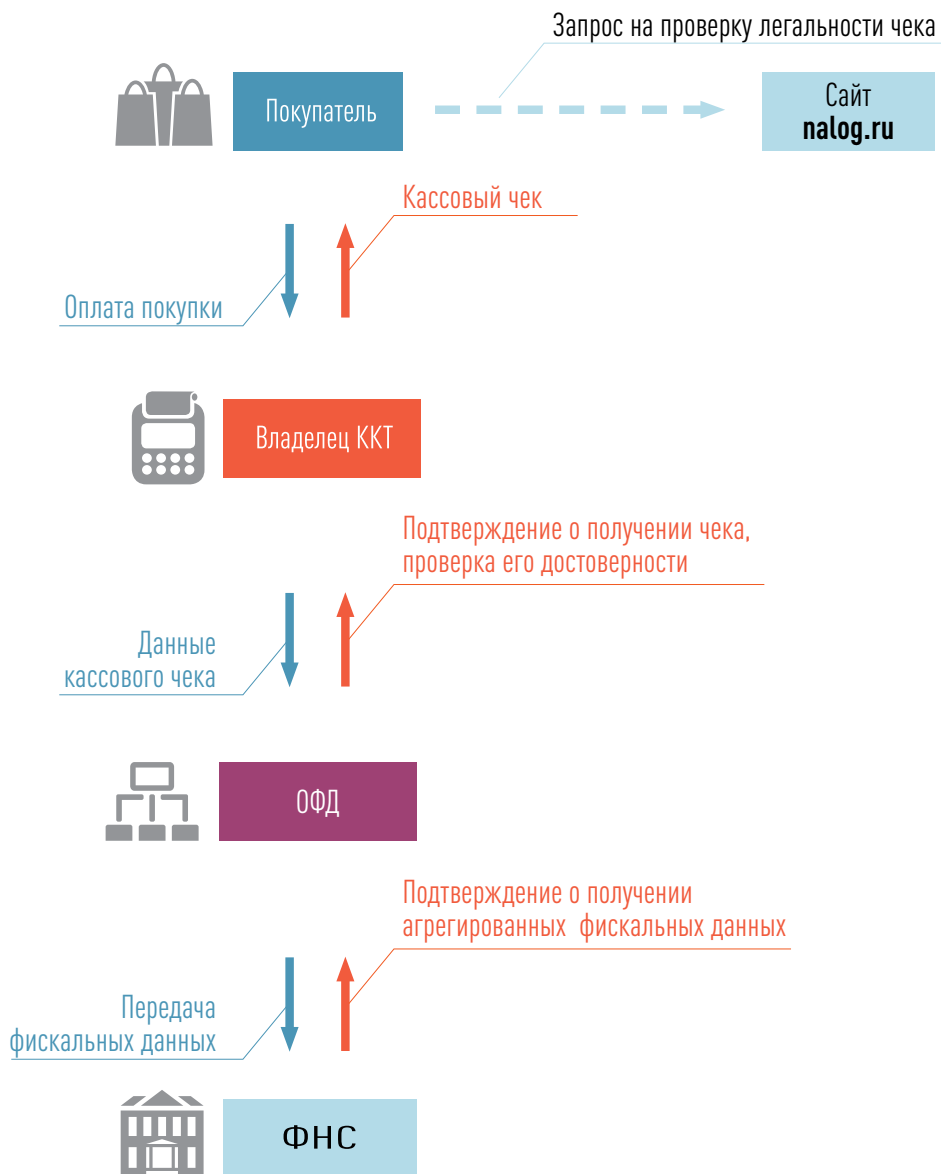 Запрос на проверку легальности чека
Покупатель
Сайт
nalog.ru
Кассовый чек
Оплата покупки
Владелец ККТ
Подтверждение о получении чека,
проверка его достоверности
Данные
кассового чека
ОФД
Подтверждение о получении
агрегированных фискальных данных
Передача
фискальных данных
ФНС